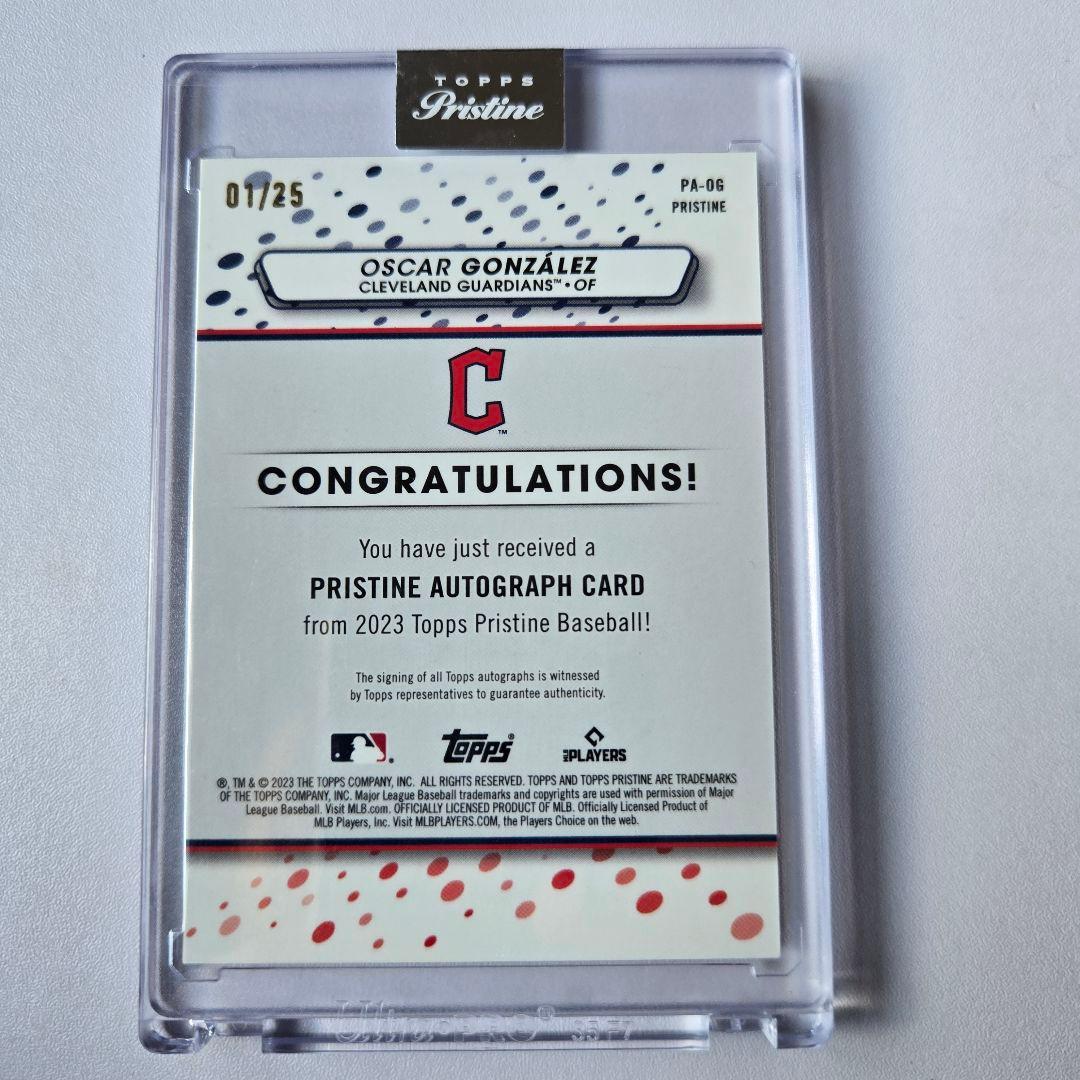 TOPPS
Pristine
01/25
PA-OG
PRISTINE
OSCAR GONZÁLEZ
CLEVELAND GUARDIANS™ • OF
C™
CONGRATULATIONS!
You have just received a
PRISTINE AUTOGRAPH CARD
from 2023 Topps Pristine Baseball!
The signing of all Topps autographs is witnessed
by Topps representatives to guarantee authenticity.
topps® PLAYERS
®, TM & © 2023 THE TOPPS COMPANY, INC. ALL RIGHTS RESERVED. TOPPS AND TOPPS PRISTINE ARE TRADEMARKS
OF THE TOPPS COMPANY, INC. Major League Baseball trademarks and copyrights are used with permission of Major
League Baseball. Visit MLB.com. OFFICIALLY LICENSED PRODUCT OF MLB. Officially Licensed Product of
MLB Players, Inc. Visit MLBPLAYERS.COM, the Players Choice on the web.
Ultra•PRO®